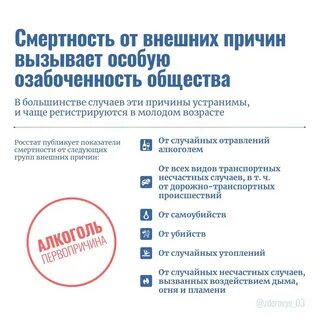 Смертность от внешних причин
вызывает особую
озабоченность общества
В большинстве случаев эти причины устранимы,
и чаще регистрируются в молодом возрасте
Росстат публикует показатели
смертности от следующих
групп внешних причин:
От случайных отравлений
алкоголем
От всех видов транспортных
несчастных случаев, в т. ч.
от дорожно-транспортных
происшествий
От самоубийств
От убийств
От случайных утоплений
От случайных несчастных случаев,
вызванных воздействием дыма,
огня и пламени
АЛКОГОЛЬ
ПЕРВОПРИЧИНА
@zdorovye_03